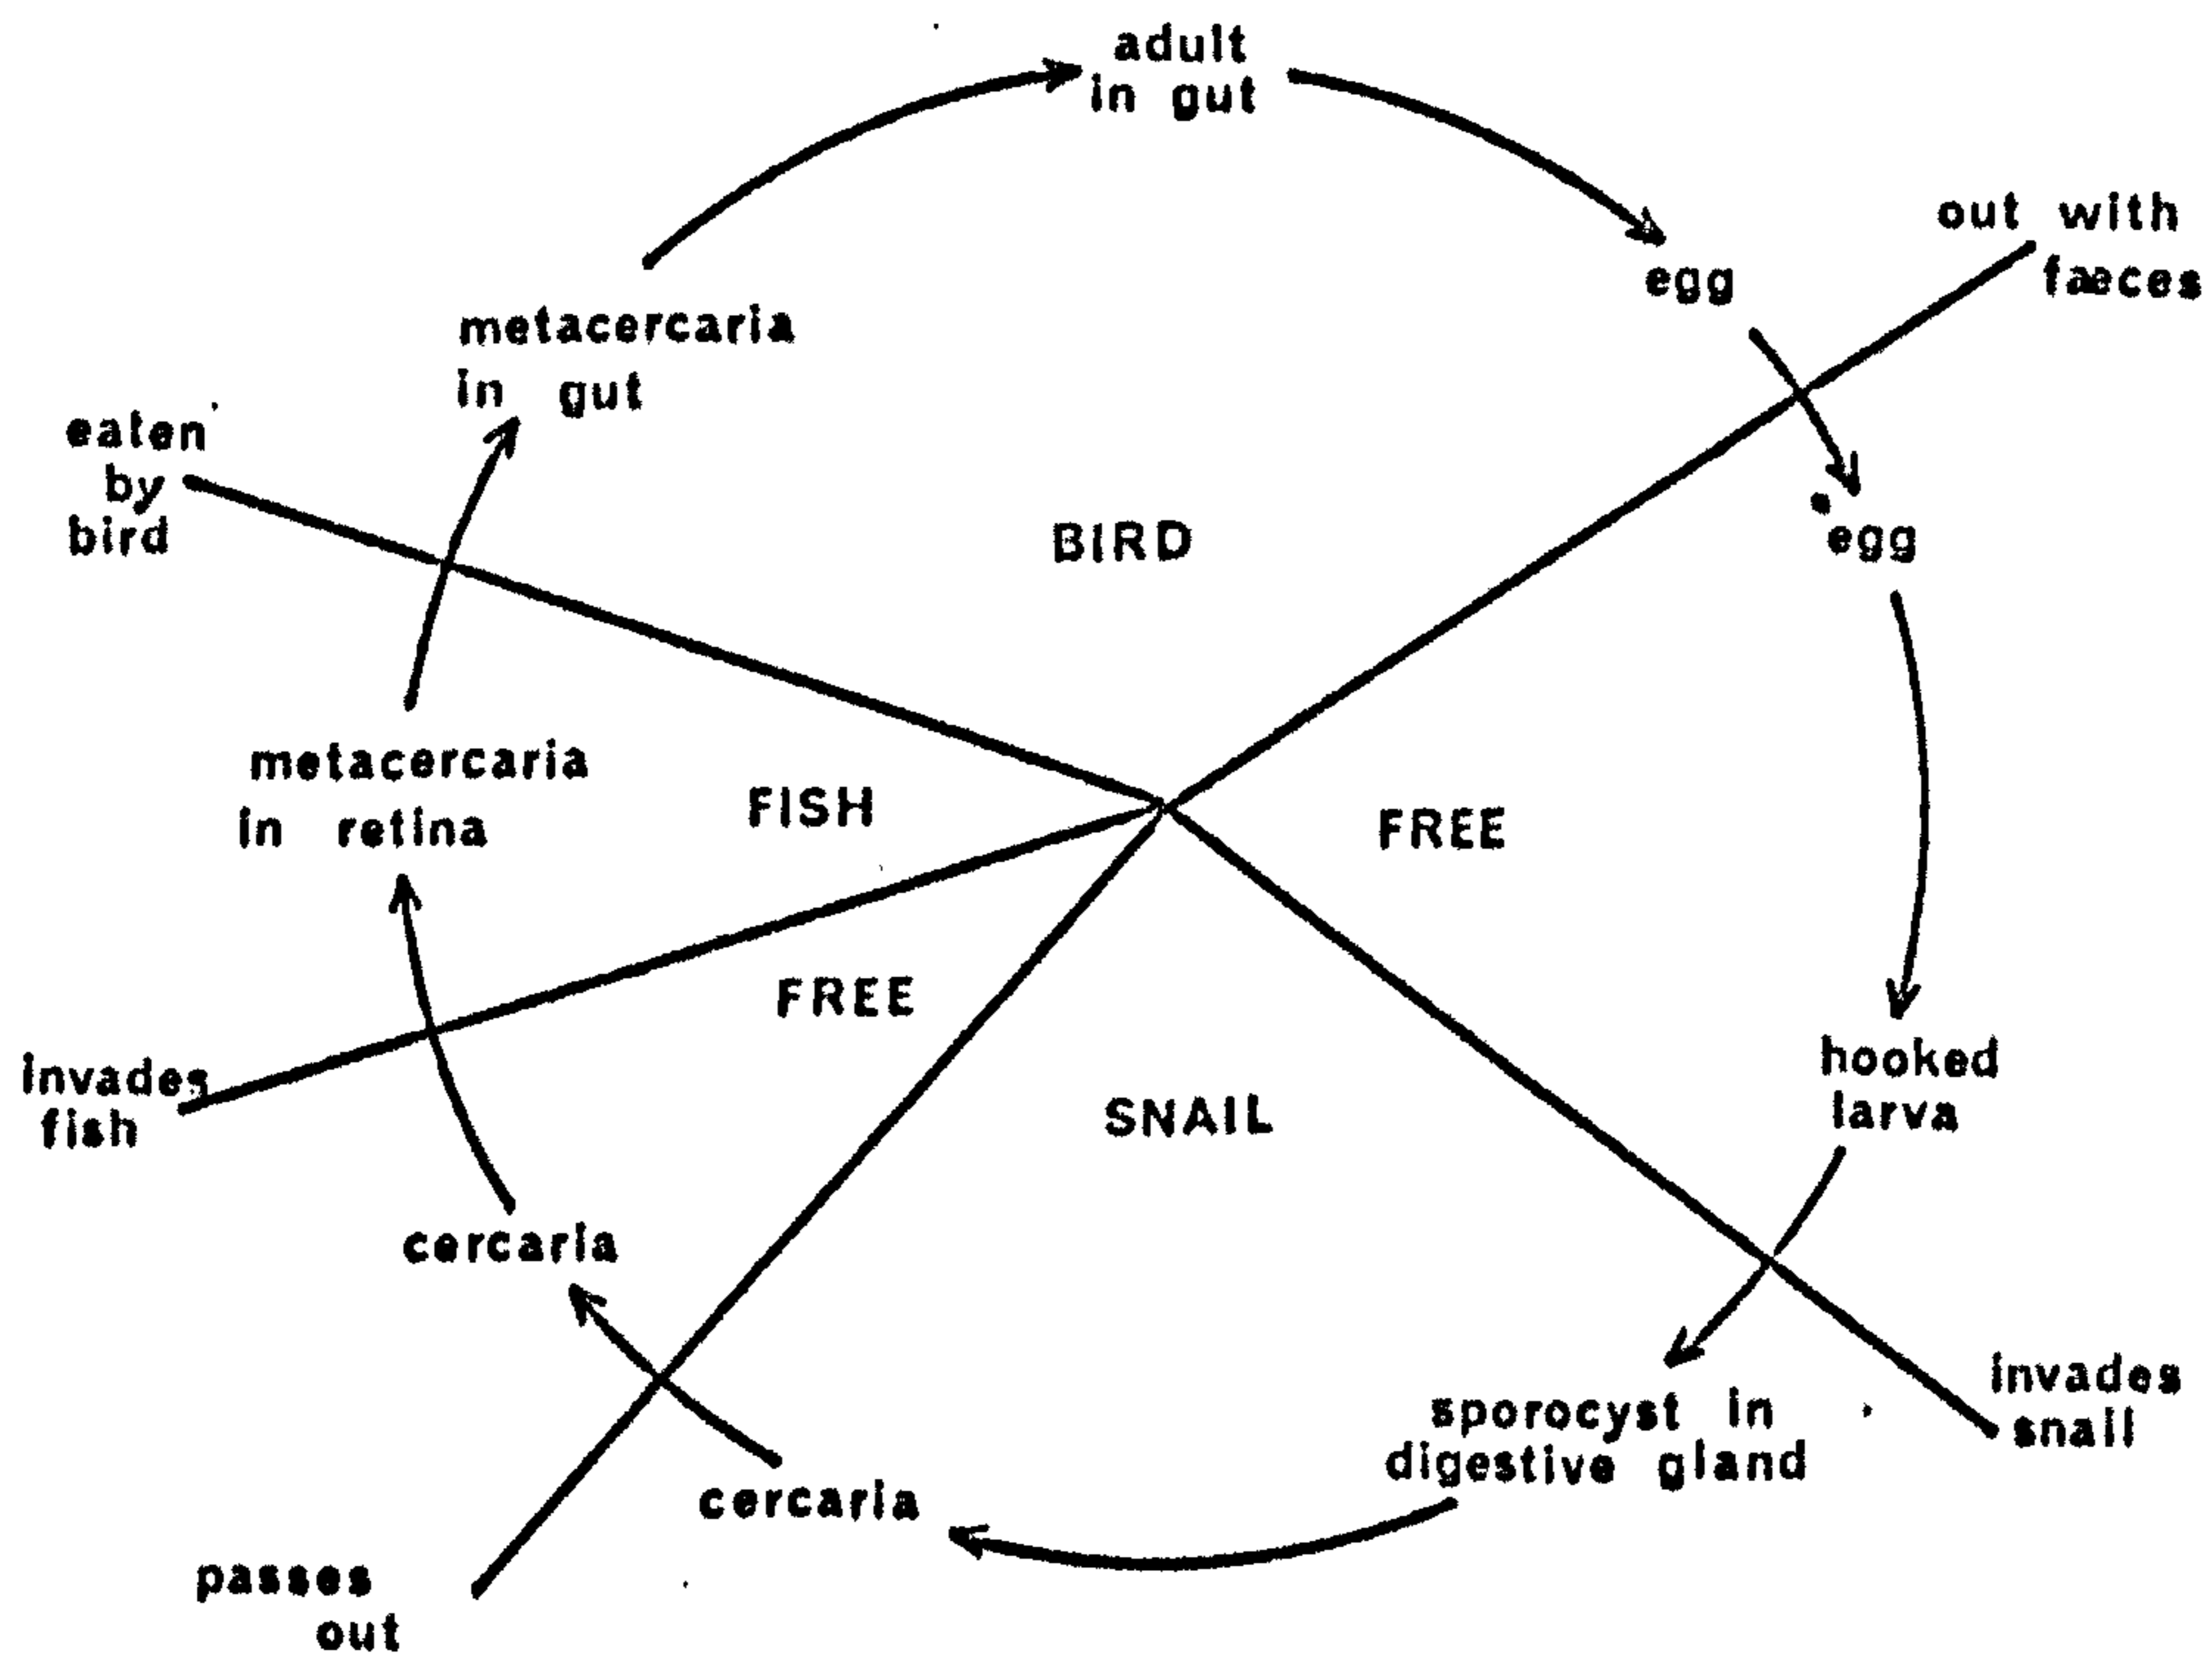 adult
in gut
out with
fæces
egg
metacercaria
in gut
eaten
by
bird
BIRD
egg
metacercaria
in retina
FISH
FREE
FREE
invades
fish
hooked
larva
SNAIL
cercaria
invades
snail
sporocyst in
digestive gland
cercaria
passes
out